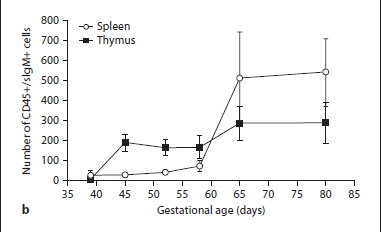 800
700
600
500
400
300
200
100
0
Number of CD45+/sIgM+ cells
Spleen
Thymus
35 40 45 50 55 60 65 70 75 80 85
b Gestational age (days)